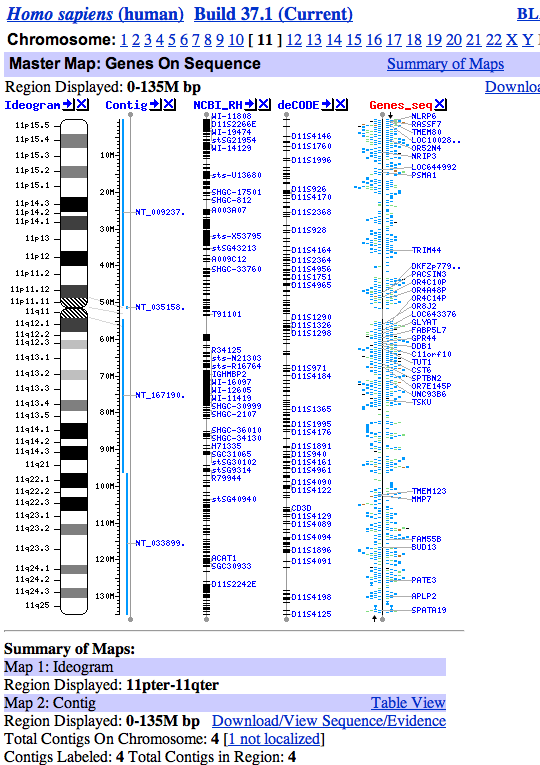 Homo sapiens (human) Build 37.1 (Current) BL
Chromosome: 1 2 3 4 5 6 7 8 9 10 [ 11 ] 12 13 14 15 16 17 18 19 20 21 22 X Y
Master Map: Genes On Sequence Summary of Maps
Region Displayed: 0-135M bp Downloa
Ideogram Contig NCBI_RH deCODE Genes_seq
11p15.5
11p15.4
11p15.3
11p15.2
11p15.1
11p14.3
11p14.2
11p14.1
11p13
11p12
11p11.2
11p11.12
11p11.11
11q11
11q12.1
11q12.2
11q12.3
11q13.1
11q13.2
11q13.3
11q13.4
11q13.5
11q14.1
11q14.2
11q14.3
11q21
11q22.1
11q22.2
11q22.3
11q23.1
11q23.2
11q23.3
11q24.1
11q24.2
11q24.3
11q25
10M
20M
30M
40M
50M
60M
70M
80M
90M
100M
110M
120M
130M
NT_009237.
NT_035158.
NT_167190.
NT_033899.
WI-11808
D11S2266E
WI-19474
stSG21954
WI-14129
sts-U13680
SHGC-17501
SHGC-812
A003A07
sts-X53795
stSG43213
A009C12
SHGC-33760
T91101
R34125
sts-N21303
sts-R16764
IGHMBP2
WI-16097
WI-12605
WI-11419
SHGC-30999
SHGC-2107
SHGC-36010
SHGC-34130
H71335
SGC31065
stSG30102
stSG9314
R79944
stSG40940
ACAT1
SGC30933
D11S2242E
D11S4146
D11S1760
D11S1996
D11S926
D11S4170
D11S2368
D11S928
D11S4164
D11S2364
D11S4956
D11S1751
D11S4965
D11S1290
D11S1326
D11S1298
D11S971
D11S4184
D11S1365
D11S1995
D11S4176
D11S1891
D11S940
D11S4161
D11S4961
D11S4090
D11S4122
CD3D
D11S4129
D11S4089
D11S4094
D11S1896
D11S4091
D11S4198
D11S4125
NLRP6
RASSF7
TMEM80
LOC10028..
OR52N4
NRIP3
LOC644992
PSMA1
TRIM44
DKFZp779..
PACSIN3
OR4C10P
OR4A48P
OR4C14P
OR8J2
LOC643376
GLYAT
FABP5L7
GPR44
DDB1
C11orf10
TUT1
CST6
SPTBN2
OR7E145P
UNC93B6
TSKU
TMEM123
MMP7
FAM55B
BUD13
PATE3
APLP2
SPATA19
Summary of Maps:
Map 1: Ideogram
Region Displayed: 11pter-11qter
Map 2: Contig Table View
Region Displayed: 0-135M bp Download/View Sequence/Evidence
Total Contigs On Chromosome: 4 [1 not localized]
Contigs Labeled: 4 Total Contigs in Region: 4